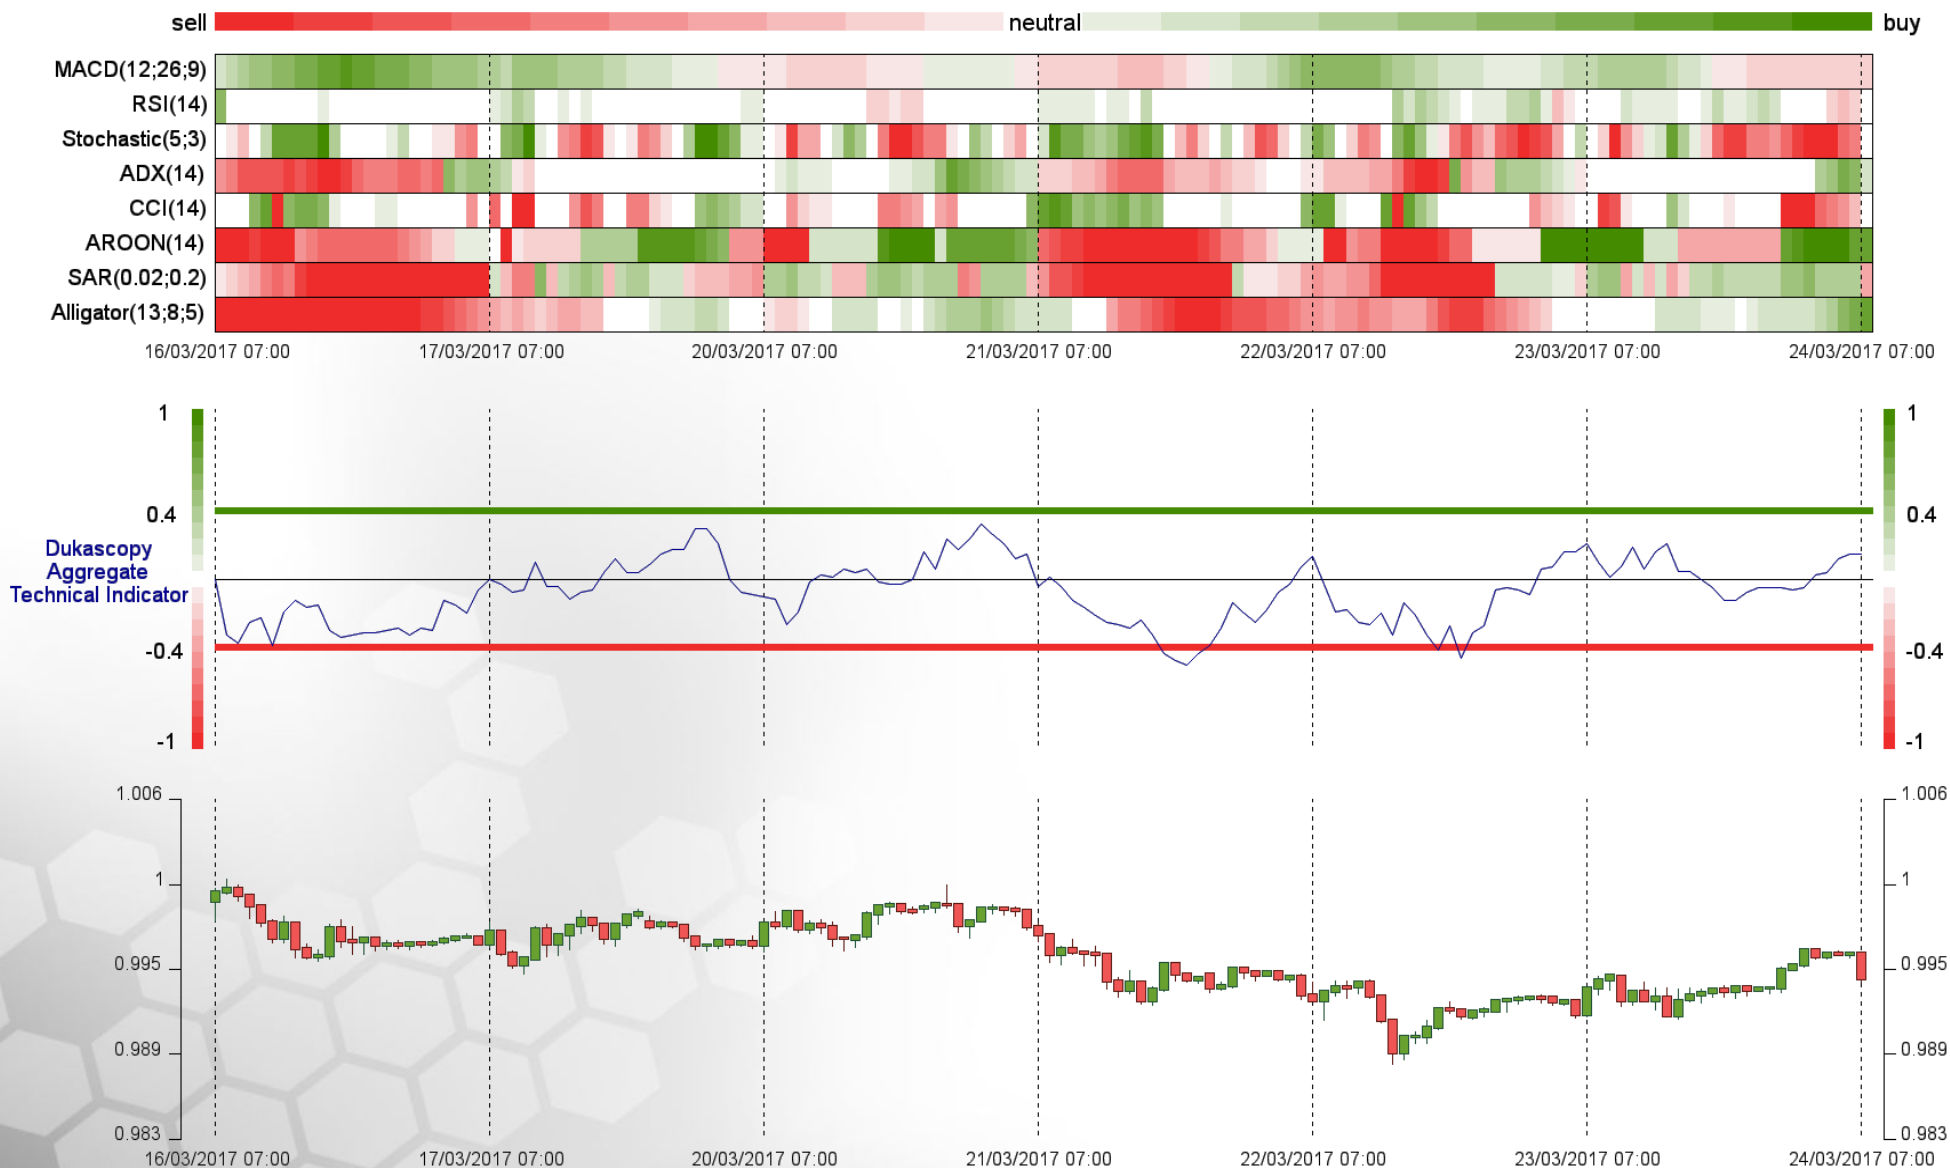 sell neutral buy
MACD(12;26;9)
RSI(14)
Stochastic(5;3)
ADX(14)
CCI(14)
AROON(14)
SAR(0.02;0.2)
Alligator(13;8;5)
16/03/2017 07:00 17/03/2017 07:00 20/03/2017 07:00 21/03/2017 07:00 22/03/2017 07:00 23/03/2017 07:00 24/03/2017 07:00
1 1
0.4 0.4
Dukascopy
Aggregate
Technical Indicator
-0.4 -0.4
-1 -1
1.006 1.006
1 1
0.995 0.995
0.989 0.989
0.983 0.983
16/03/2017 07:00 17/03/2017 07:00 20/03/2017 07:00 21/03/2017 07:00 22/03/2017 07:00 23/03/2017 07:00 24/03/2017 07:00